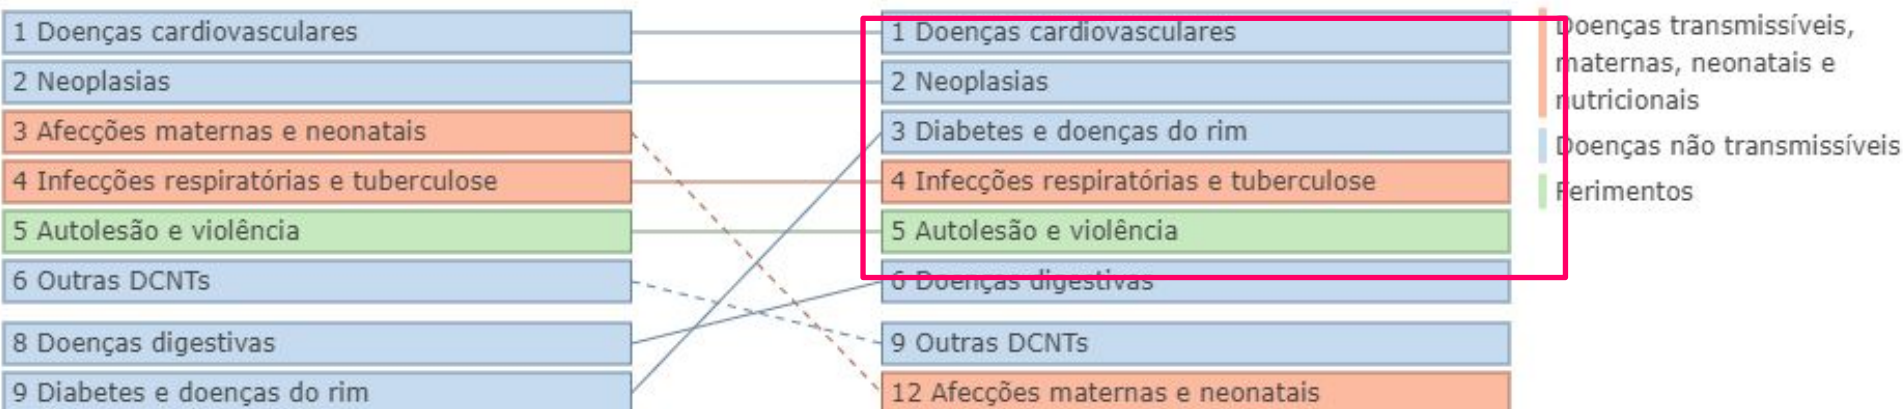 1 Doenças cardiovasculares
2 Neoplasias
3 Afecções maternas e neonatais
4 Infecções respiratórias e tuberculose
5 Autolesão e violência
6 Outras DCNTs
8 Doenças digestivas
9 Diabetes e doenças do rim
1 Doenças cardiovasculares
2 Neoplasias
3 Diabetes e doenças do rim
4 Infecções respiratórias e tuberculose
5 Autolesão e violência
6 Doenças digestivas
9 Outras DCNTs
12 Afecções maternas e neonatais
Doenças transmissíveis,
maternas, neonatais e
nutricionais
Doenças não transmissíveis
Ferimentos